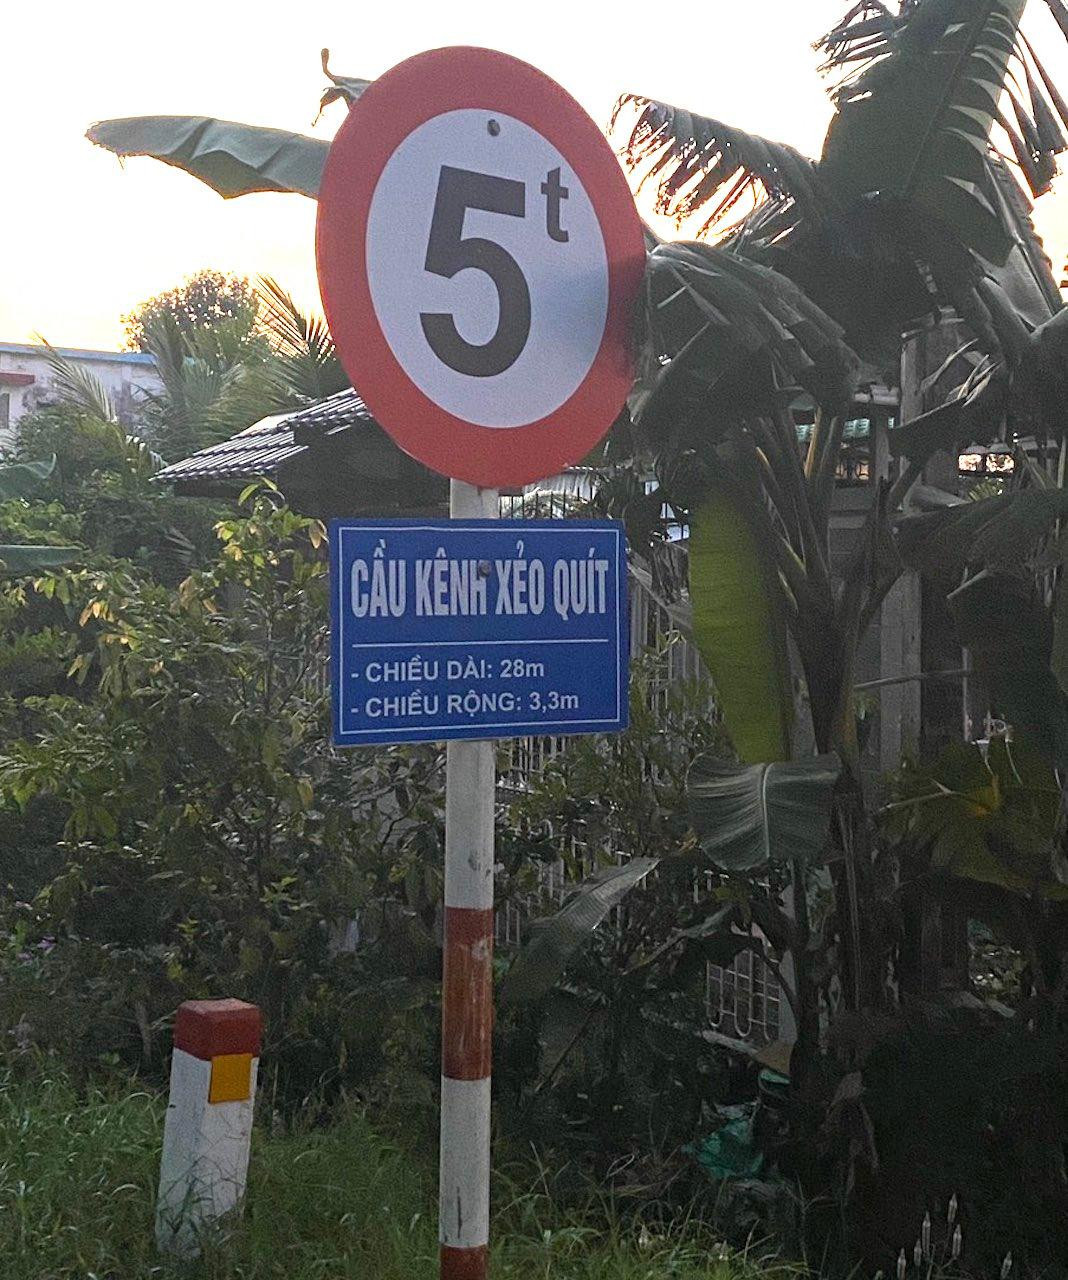 5t
CẦU KÊNH XẺO QUÍT
- CHIỀU DÀI: 28m
- CHIỀU RỘNG: 3,3m